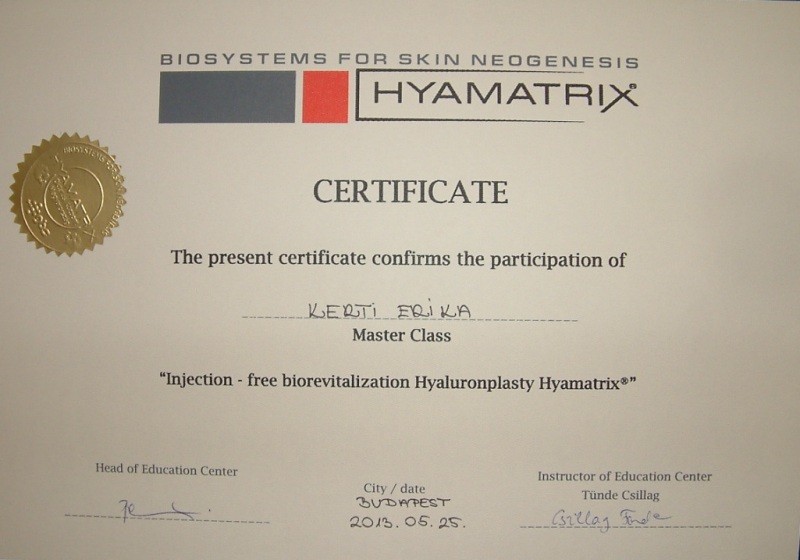 BIOSYSTEMS FOR SKIN NEOGENESIS
HYAMATRIX®
CERTIFICATE
The present certificate confirms the participation of
KERTI ERIKA
Master Class
“Injection - free biorevitalization Hyaluronplasty Hyamatrix®”
Head of Education Center
City / date
BUDAPEST
2013. 05. 25.
Instructor of Education Center
Tünde Csillag
Csillag Tünde